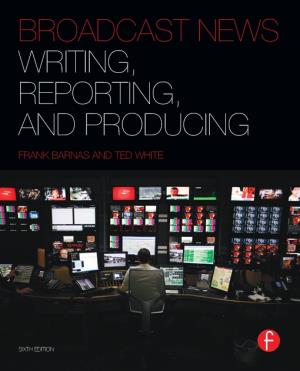 BROADCAST NEWS
WRITING,
REPORTING,
AND PRODUCING
FRANK BARNAS AND TED WHITE
SIXTH EDITION
f